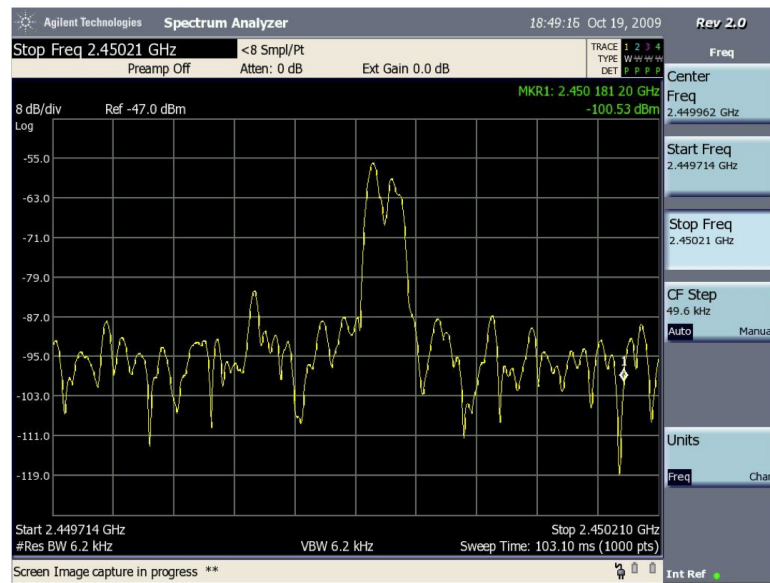 Agilent Technologies Spectrum Analyzer 18:49:16 Oct 19, 2009 Rev 2.0
Stop Freq 2.45021 GHz <8 Smpl/Pt TRACE 1 2 3 4
TYPE W W W W
Preamp Off Atten: 0 dB Ext Gain 0.0 dB DET P P P P
Freq
MKR1: 2.450 181 20 GHz
8 dB/div Ref -47.0 dBm -100.53 dBm
Log
-55.0
-63.0
-71.0
-79.0
-87.0
-95.0
-103.0
-111.0
-119.0
1
Start 2.449714 GHz Stop 2.450210 GHz
#Res BW 6.2 kHz VBW 6.2 kHz Sweep Time: 103.10 ms (1000 pts)
Screen Image capture in progress **
Center
Freq
2.449962 GHz
Start Freq
2.449714 GHz
Stop Freq
2.45021 GHz
CF Step
49.6 kHz
Auto Manua
Units
Freq Chan
Int Ref